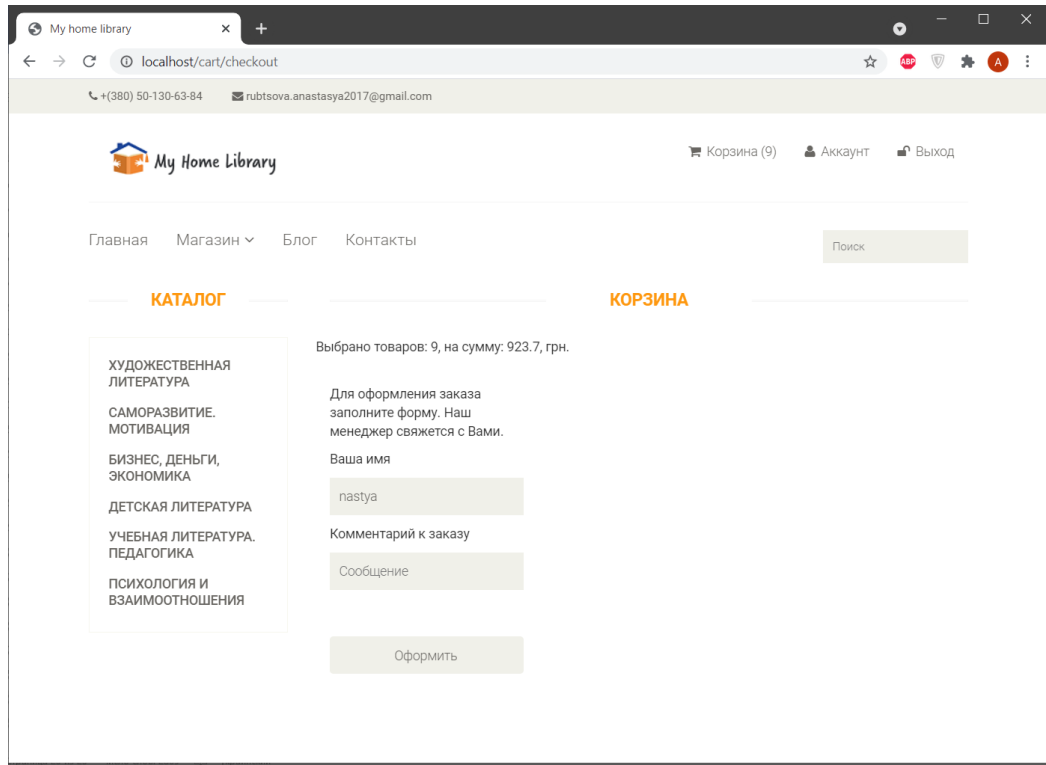 My home library
localhost/cart/checkout
ABP
A
+(380) 50-130-63-84 rubtsova.anastasya2017@gmail.com
My Home Library
Корзина (9) Аккаунт Выход
Главная Магазин Блог Контакты
Поиск
КАТАЛОГ
КОРЗИНА
ХУДОЖЕСТВЕННАЯ
ЛИТЕРАТУРА
САМОРАЗВИТИЕ.
МОТИВАЦИЯ
БИЗНЕС, ДЕНЬГИ,
ЭКОНОМИКА
ДЕТСКАЯ ЛИТЕРАТУРА
УЧЕБНАЯ ЛИТЕРАТУРА.
ПЕДАГОГИКА
ПСИХОЛОГИЯ И
ВЗАИМООТНОШЕНИЯ
Выбрано товаров: 9, на сумму: 923.7, грн.
Для оформления заказа
заполните форму. Наш
менеджер свяжется с Вами.
Ваша имя
nastya
Комментарий к заказу
Сообщение
Оформить